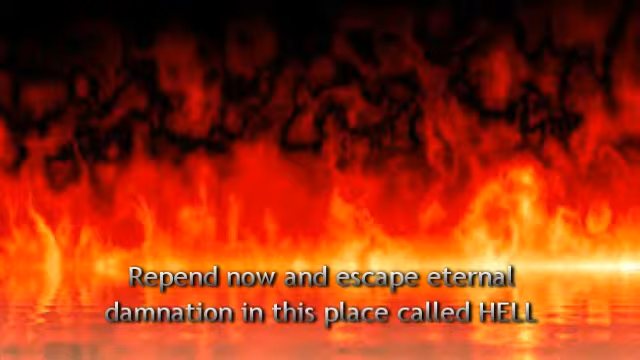 Repend now and escape eternal
damnation in this place called HELL